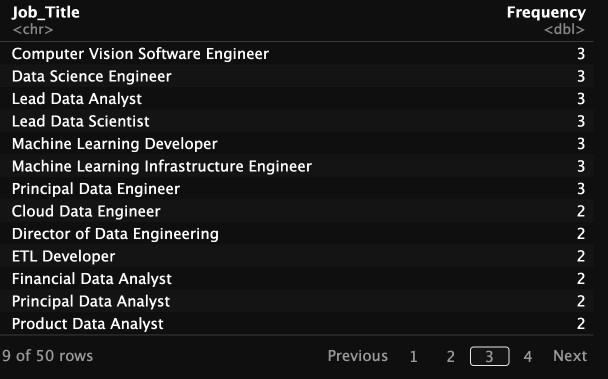 Job_Title Frequency
<chr> <dbl>
Computer Vision Software Engineer 3
Data Science Engineer 3
Lead Data Analyst 3
Lead Data Scientist 3
Machine Learning Developer 3
Machine Learning Infrastructure Engineer 3
Principal Data Engineer 3
Cloud Data Engineer 2
Director of Data Engineering 2
ETL Developer 2
Financial Data Analyst 2
Principal Data Analyst 2
Product Data Analyst 2
9 of 50 rows Previous 1 2 3 4 Next